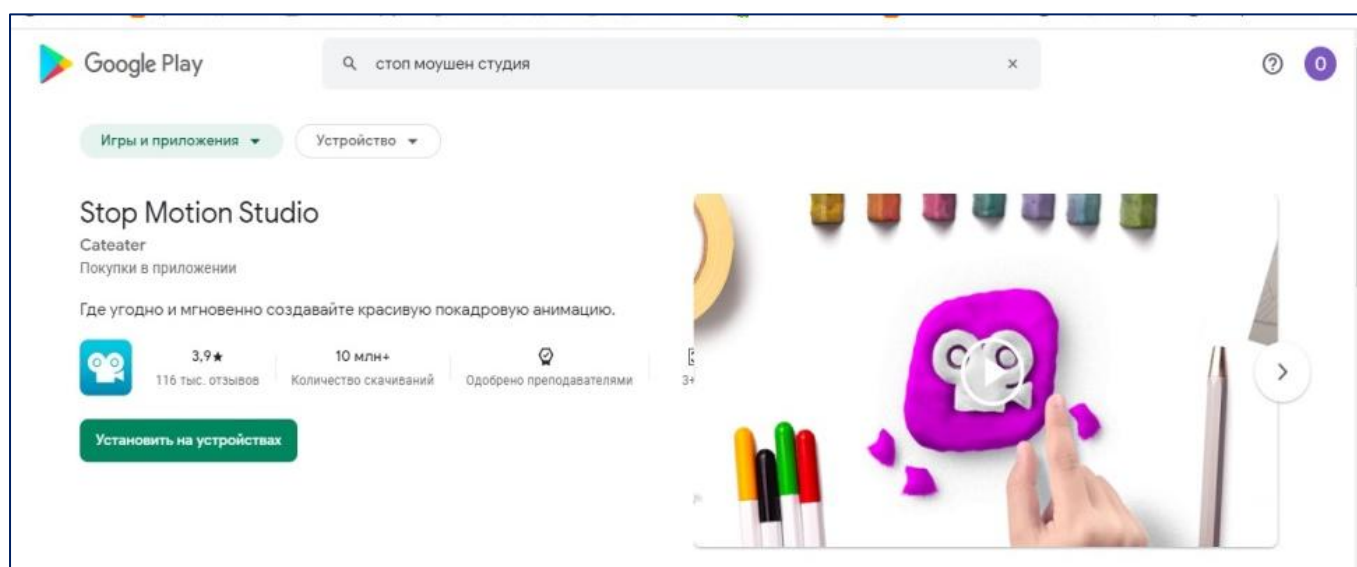 Google Play
стоп моушен студия
O
Игры и приложения
Устройство
Stop Motion Studio
Cateater
Покупки в приложении
Где угодно и мгновенно создавайте красивую покадровую анимацию.
3,9★ 10 млн+
116 тыс. отзывов Количество скачиваний Одобрено преподавателями 3+
Установить на устройствах